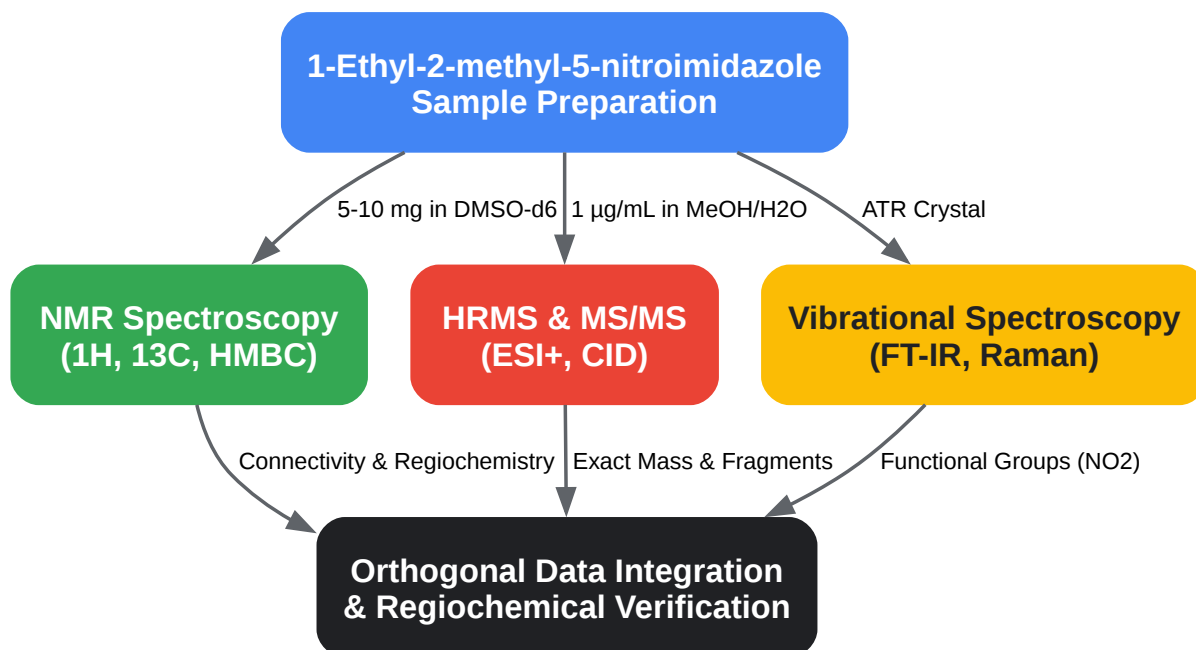 1-Ethyl-2-methyl-5-nitroimidazole
Sample Preparation
5-10 mg in DMSO-d6
1 µg/mL in MeOH/H2O
ATR Crystal
NMR Spectroscopy
(1H, 13C, HMBC)
HRMS & MS/MS
(ESI+, CID)
Vibrational Spectroscopy
(FT-IR, Raman)
Connectivity & Regiochemistry
Exact Mass & Fragments
Functional Groups (NO2)
Orthogonal Data Integration
& Regiochemical Verification